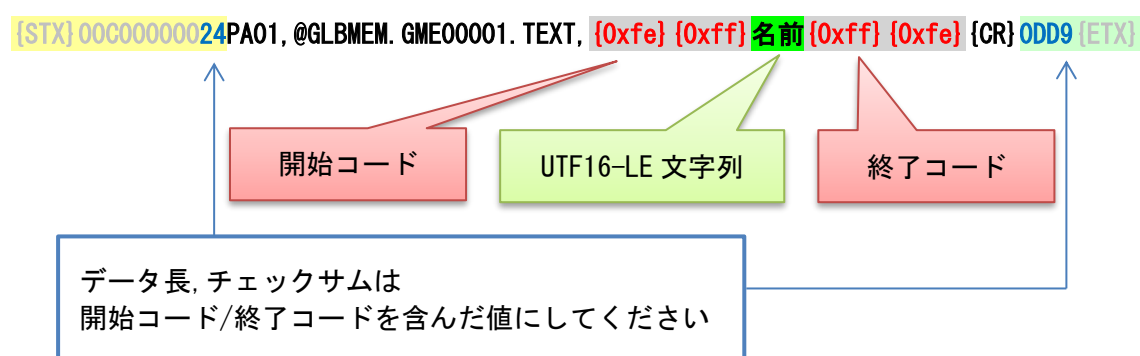 {STX}00C00000024PA01,@GLBMEM.GME00001.TEXT,{0xfe}{0xff}名前{0xff}{0xfe}{CR}0DD9{ETX}
開始コード
UTF16-LE 文字列
終了コード
データ長,チェックサムは
開始コード/終了コードを含んだ値にしてください